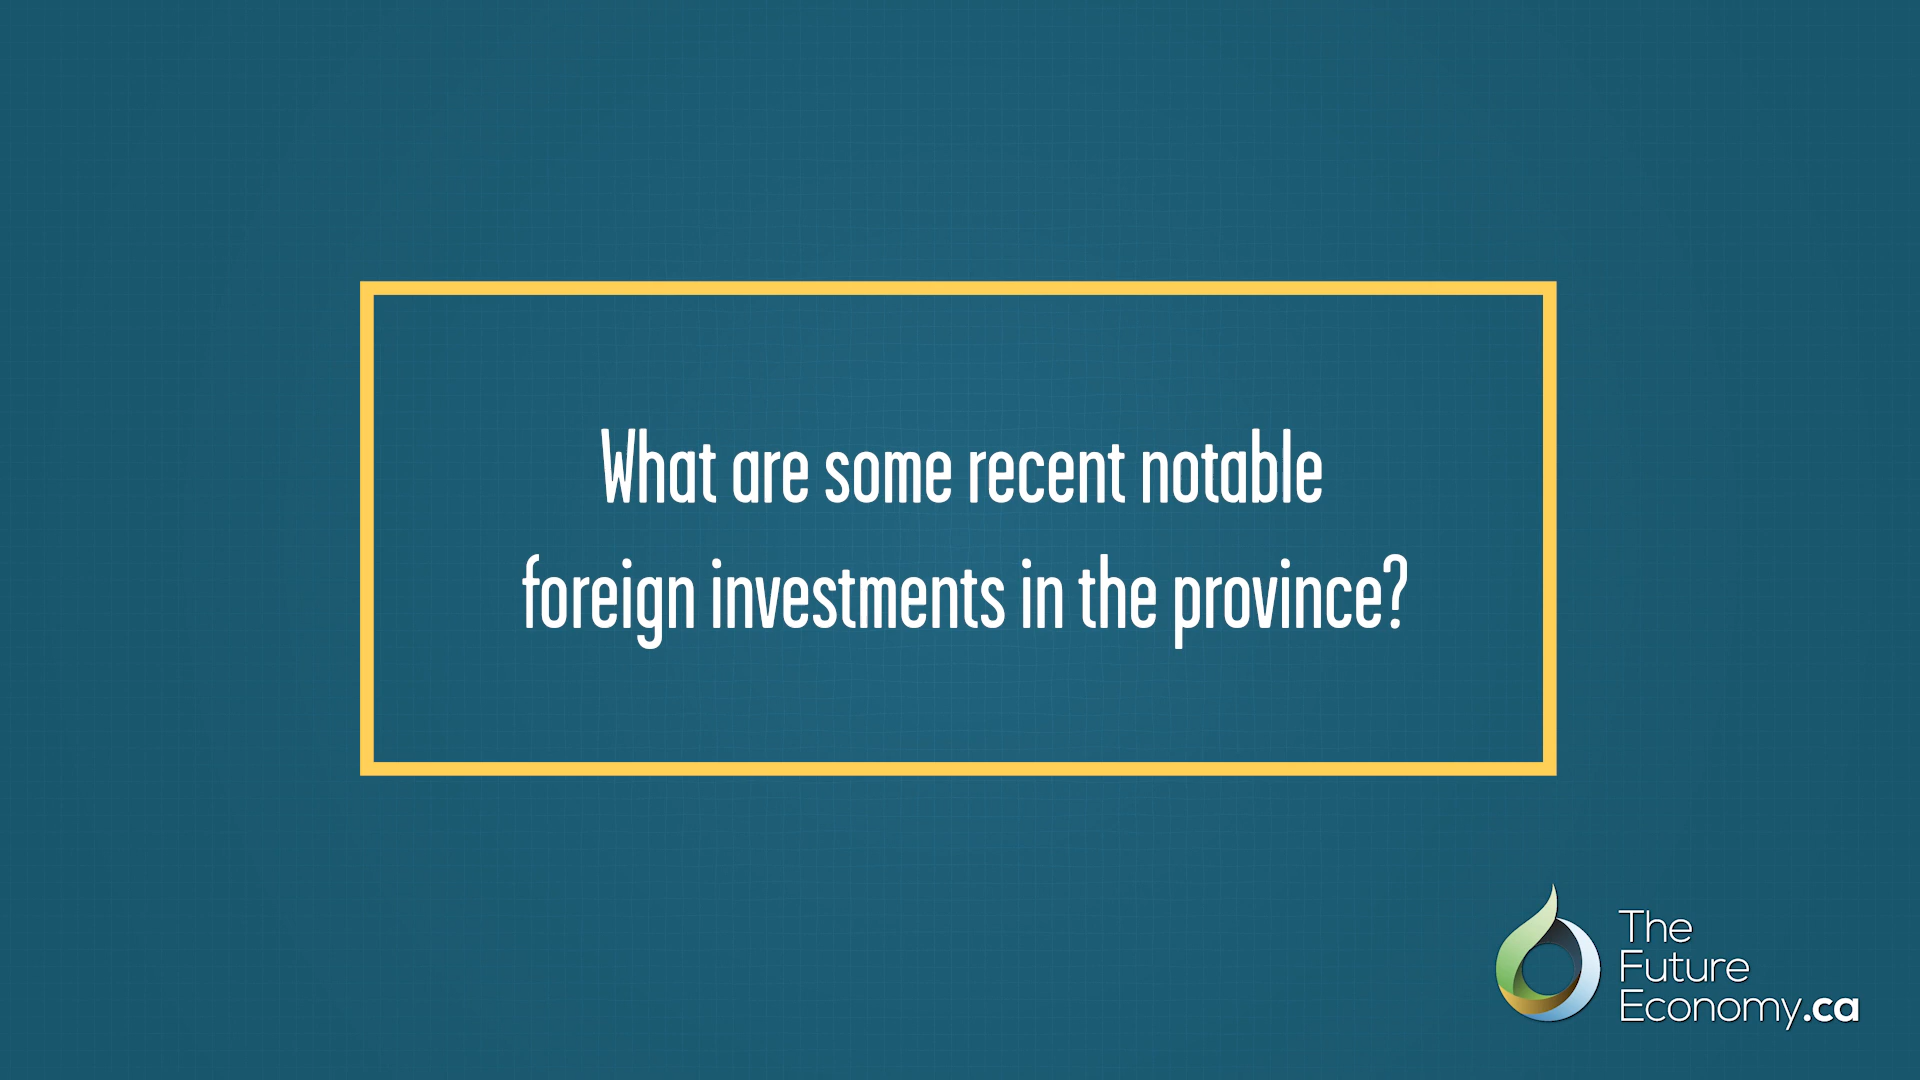 What are some recent notable
foreign investments in the province?
The
Future
Economy.ca